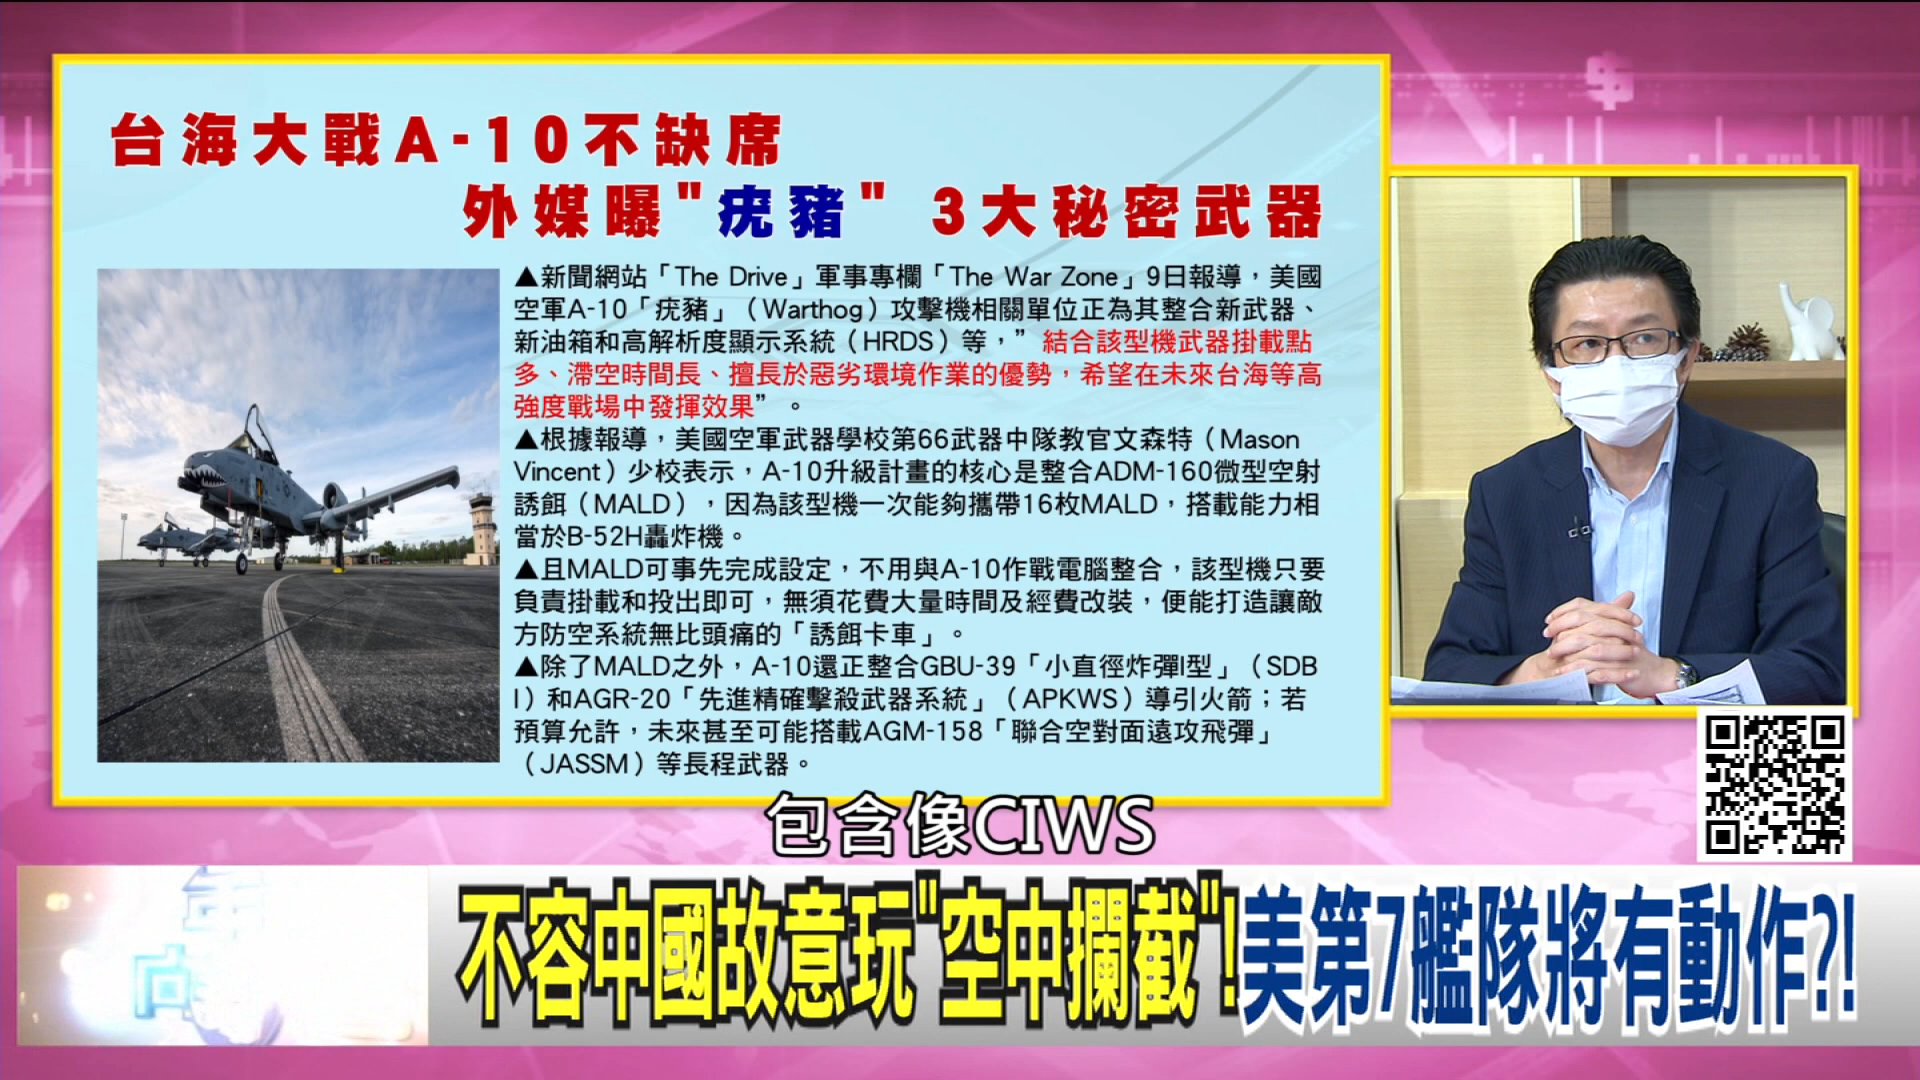 台海大戰A-10不缺席
外媒曝"疣豬" 3大秘密武器
▲新聞網站「The Drive」軍事專欄「The War Zone」9日報導，美國
空軍A-10「疣豬」（Warthog）攻擊機相關單位正為其整合新武器、
新油箱和高解析度顯示系統（HRDS）等，”結合該型機武器掛載點
多、滯空時間長、擅長於惡劣環境作業的優勢，希望在未來台海等高
強度戰場中發揮效果”。
▲根據報導，美國空軍武器學校第66武器中隊教官文森特（Mason
Vincent）少校表示，A-10升級計畫的核心是整合ADM-160微型空射
誘餌（MALD），因為該型機一次能夠攜帶16枚MALD，搭載能力相
當於B-52H轟炸機。
▲且MALD可事先完成設定，不用與A-10作戰電腦整合，該型機只要
負責掛載和投出即可，無須花費大量時間及經費改裝，便能打造讓敵
方防空系統無比頭痛的「誘餌卡車」。
▲除了MALD之外，A-10還正整合GBU-39「小直徑炸彈I型」（SDB
I）和AGR-20「先進精確擊殺武器系統」（APKWS）導引火箭；若
預算允許，未來甚至可能搭載AGM-158「聯合空對面遠攻飛彈」
（JASSM）等長程武器。
包含像CIWS
不容中國故意玩"空中攔截"!美第7艦隊將有動作?!